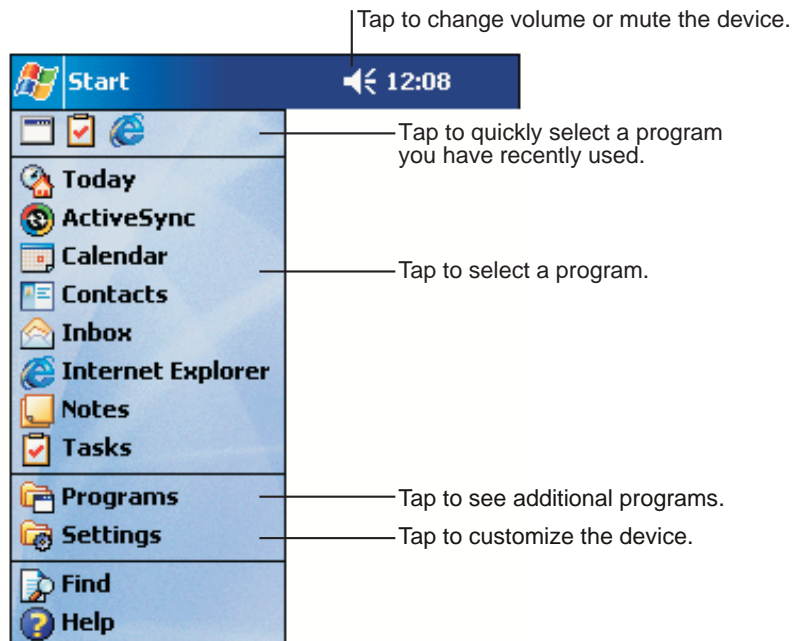 Tap to change volume or mute the device.
Start
12:08
Tap to quickly select a program
you have recently used.
Today
ActiveSync
Calendar
Tap to select a program.
Contacts
Inbox
Internet Explorer
Notes
Tasks
Programs
Tap to see additional programs.
Settings
Tap to customize the device.
Find
Help